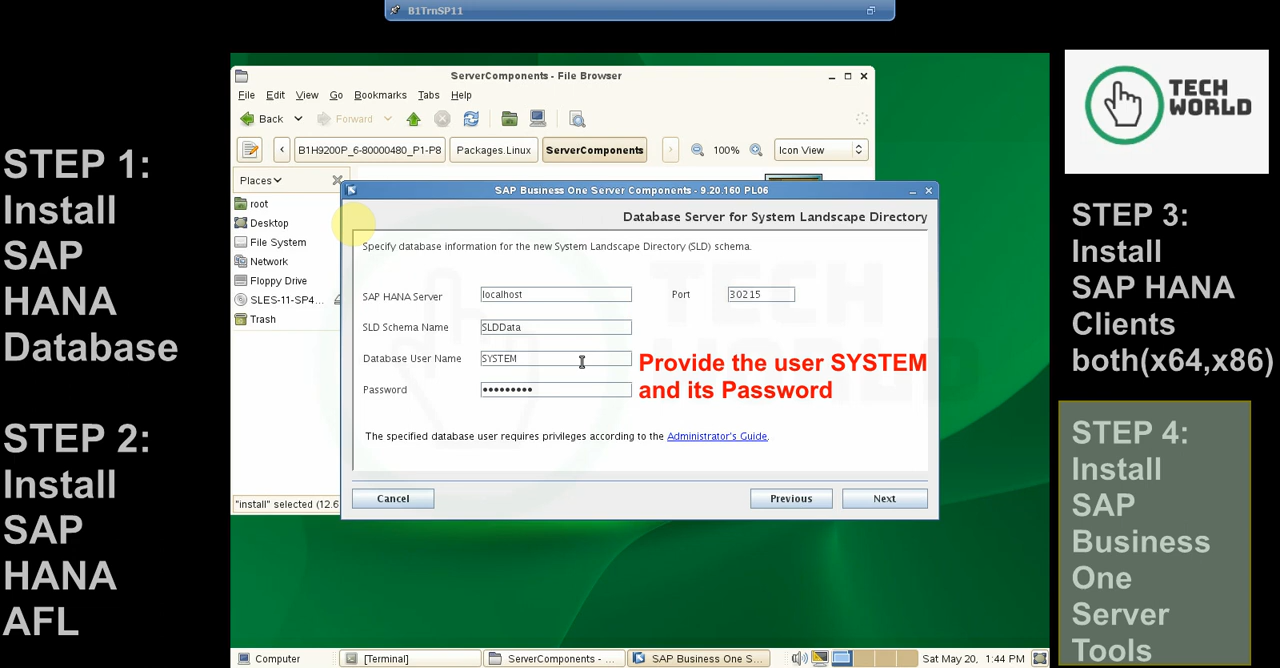 B1TrnSP11
STEP 1:
Install
SAP
HANA
Database
STEP 2:
Install
SAP
HANA
AFL
ServerComponents - File Browser
File Edit View Go Bookmarks Tabs Help
Back Forward
B1H9200P_6-80000480_P1-P8 Packages.Linux ServerComponents 100% Icon View
Places
root
Desktop
File System
Network
Floppy Drive
SLES-11-SP4...
Trash
"install" selected (12.6
SAP Business One Server Components - 9.20.160 PL06
Database Server for System Landscape Directory
Specify database information for the new System Landscape Directory (SLD) schema.
SAP HANA Server localhost Port 30215
SLD Schema Name SLDData
Database User Name SYSTEM
Password •••••••••
Provide the user SYSTEM
and its Password
The specified database user requires privileges according to the Administrator's Guide.
Cancel Previous Next
TECH
WORLD
Computer [Terminal] ServerComponents - ... SAP Business One S... Sat May 20, 1:44 PM
TECH
WORLD
STEP 3:
Install
SAP HANA
Clients
both(x64,x86)
STEP 4:
Install
SAP
Business
One
Server
Tools